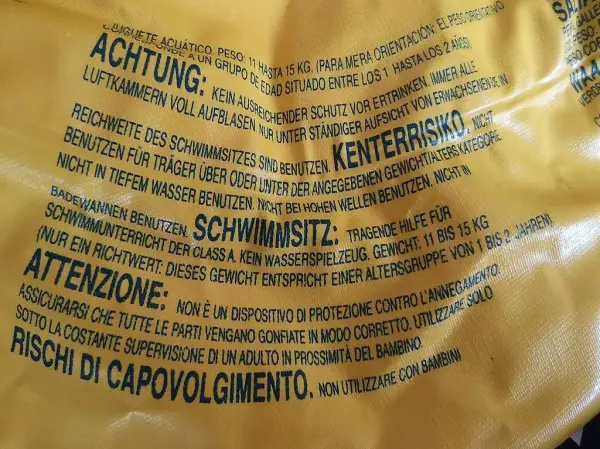 JUGUETE ACUÁTICO. PESO: 11 HASTA 15 KG. (PARA MERA ORIENTACIÓN: EL PESO
A UN GRUPO DE EDAD SITUADO ENTRE LOS 1 HASTA LOS 2 AÑOS)
ACHTUNG: KEIN AUSREICHENDER SCHUTZ VOR ERTRINKEN. IMMER ALLE
LUFTKAMMERN VOLL AUFBLASEN. NUR UNTER STÄNDIGER AUFSICHT VON ERWACHSENEN IN
REICHWEITE DES SCHWIMMSITZES SIND BENUTZEN. KENTERRISIKO. NICHT
BENUTZEN FÜR TRÄGER ÜBER ODER UNTER DER ANGEGEBENEN GEWICHT/ALTERSKATEGORIE
NICHT IN TIEFEM WASSER BENUTZEN. NICHT BEI HOHEN WELLEN BENUTZEN. NICHT IN
BADEWANNEN BENUTZEN. SCHWIMMSITZ: TRAGENDE HILFE FÜR
SCHWIMMUNTERRICHT DER CLASS A. KEIN WASSERSPIELZEUG. GEWICHT: 11 BIS 15 KG
(NUR EIN RICHTWERT: DIESES GEWICHT ENTSPRICHT EINER ALTERSGRUPPE VON 1 BIS 2 JAHREN)
ATTENZIONE: NON È UN DISPOSITIVO DI PROTEZIONE CONTRO L'ANNEGAMENTO.
ASSICURARSI CHE TUTTE LE PARTI VENGANO GONFIATE IN MODO CORRETTO. UTILIZZARE SOLO
SOTTO LA COSTANTE SUPERVISIONE DI UN ADULTO IN PROSSIMITÀ DEL BAMBINO.
RISCHI DI CAPOVOLGIMENTO. NON UTILIZZARE CON BAMBINI